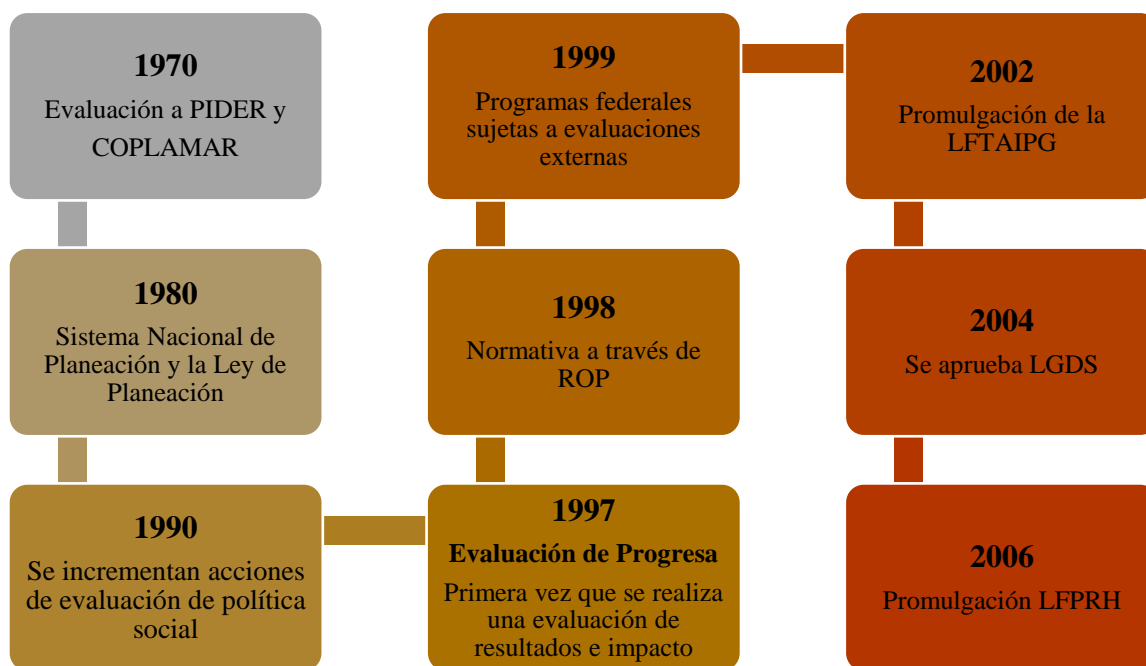 1970
Evaluación a PIDER y
COPLAMAR
1980
Sistema Nacional de
Planeación y la Ley de
Planeación
1990
Se incrementan acciones
de evaluación de política
social
1997
Evaluación de Progresa
Primera vez que se realiza
una evaluación de
resultados e impacto
1998
Normativa a través de
ROP
1999
Programas federales
sujetas a evaluaciones
externas
2002
Promulgación de la
LFTAIPG
2004
Se aprueba LGDS
2006
Promulgación LFPRH